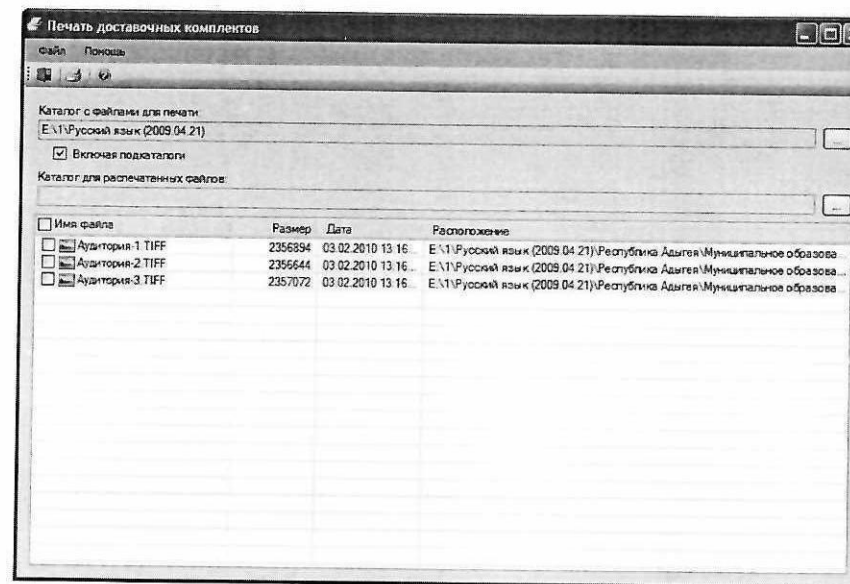 Печать доставочных комплектов
Файл Помощь
Каталог с файлами для печати:
E:\1\Русский язык (2009.04.21)
...
Включая подкаталоги
Каталог для распечатанных файлов:
...
Имя файла Размер Дата Расположение
Аудитория-1.TIFF 2356894 03.02.2010 13:16... E:\1\Русский язык (2009.04.21)\Республика Адыгея\Муниципальное образова...
Аудитория-2.TIFF 2356644 03.02.2010 13:16... E:\1\Русский язык (2009.04.21)\Республика Адыгея\Муниципальное образова...
Аудитория-3.TIFF 2357072 03.02.2010 13:16... E:\1\Русский язык (2009.04.21)\Республика Адыгея\Муниципальное образова...